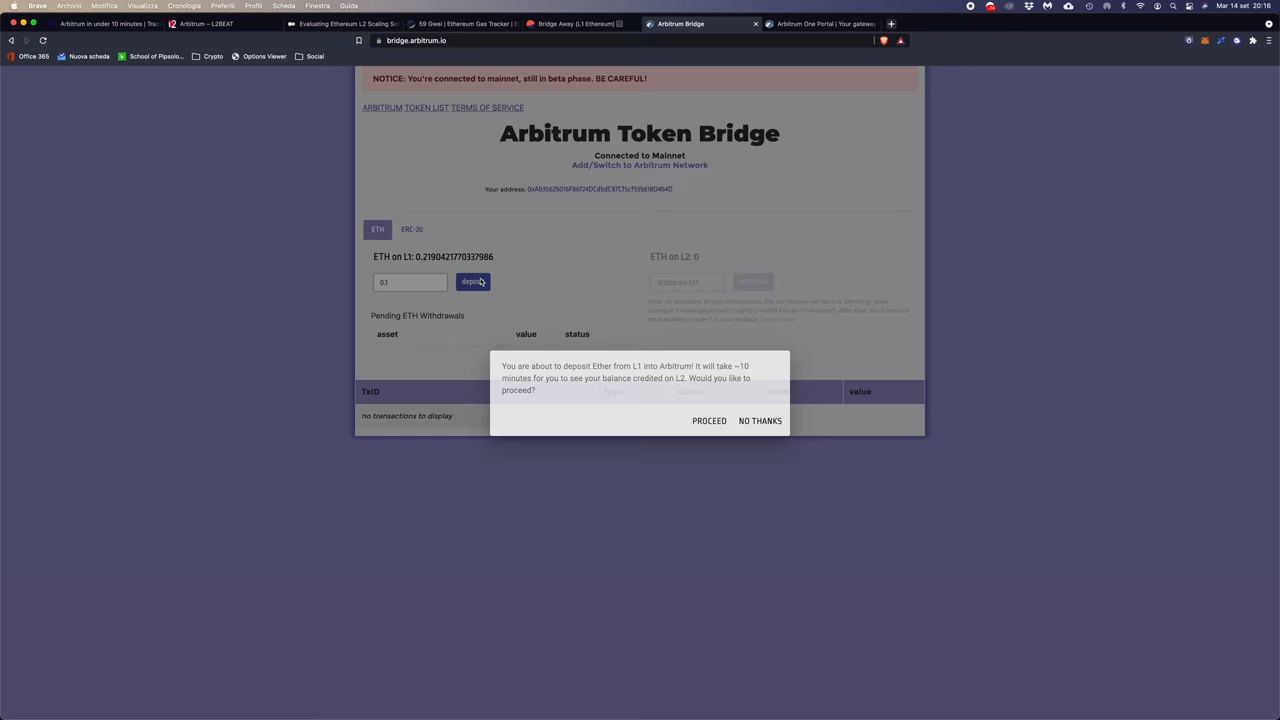 Brave Archivio Modifica Visualizza Cronologia Preferiti Profili Scheda Finestra Guida Mar 14 set 20:16
Arbitrum in under 10 minutes | Trac Arbitrum – L2BEAT Evaluating Ethereum L2 Scaling So 59 Gwei | Ethereum Gas Tracker | E Bridge Away (L1 Ethereum) Arbitrum Bridge Arbitrum One Portal | Your gateway
bridge.arbitrum.io
Office 365 Nuova scheda School of Pipsolo... Crypto Options Viewer Social
NOTICE: You're connected to mainnet, still in beta phase. BE CAREFUL!
ARBITRUM TOKEN LIST TERMS OF SERVICE
Arbitrum Token Bridge
Connected to Mainnet
Add/Switch to Arbitrum Network
Your address:
ETH ERC-20
ETH on L1: 0.2190421770337986 ETH on L2: 0
0.1 Withdraw Eth
Pending ETH Withdrawals
asset value status
You are about to deposit Ether from L1 into Arbitrum! It will take ~10
minutes for you to see your balance credited on L2. Would you like to
proceed?
PROCEED NO THANKS
TxID type status value
no transactions to display